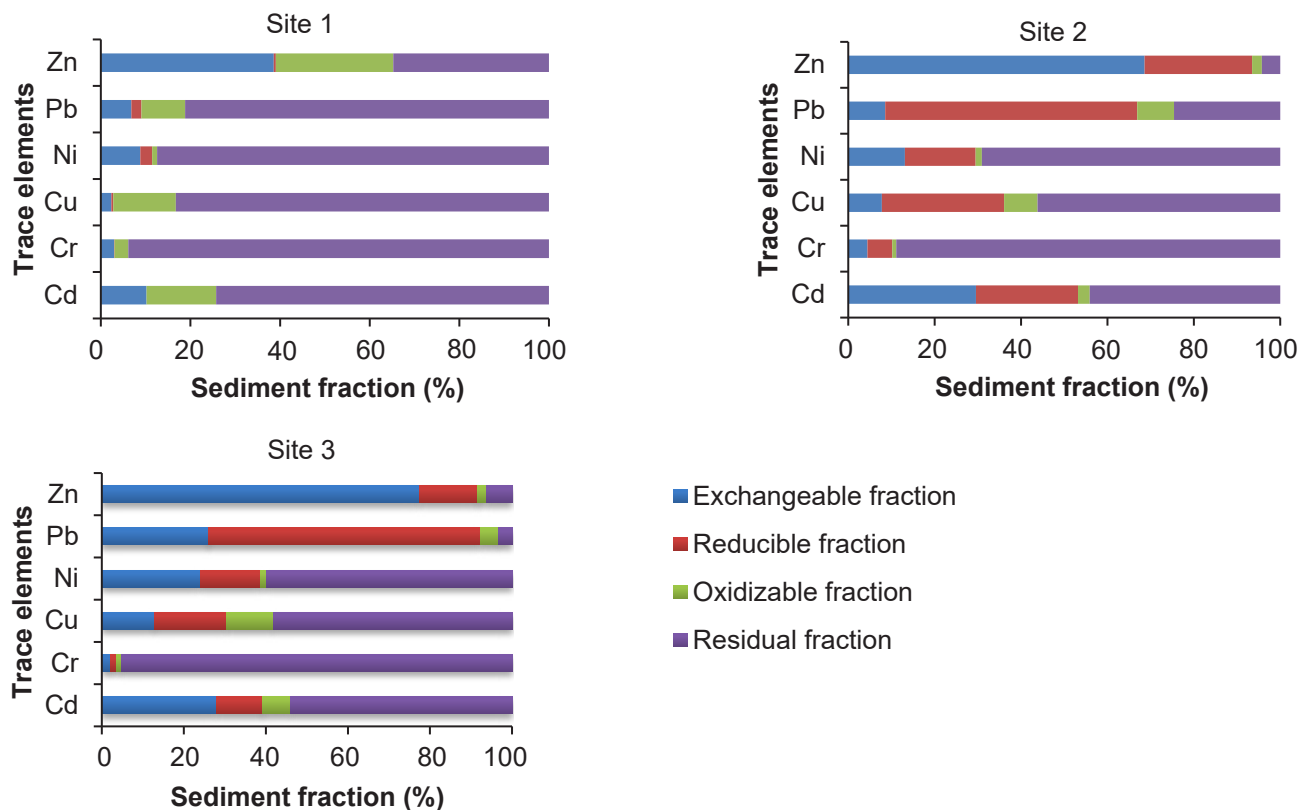 Site 1
Trace elements
Zn
Pb
Ni
Cu
Cr
Cd
0 20 40 60 80 100
Sediment fraction (%)
Site 2
Trace elements
Zn
Pb
Ni
Cu
Cr
Cd
0 20 40 60 80 100
Sediment fraction (%)
Site 3
Trace elements
Zn
Pb
Ni
Cu
Cr
Cd
0 20 40 60 80 100
Sediment fraction (%)
Exchangeable fraction
Reducible fraction
Oxidizable fraction
Residual fraction